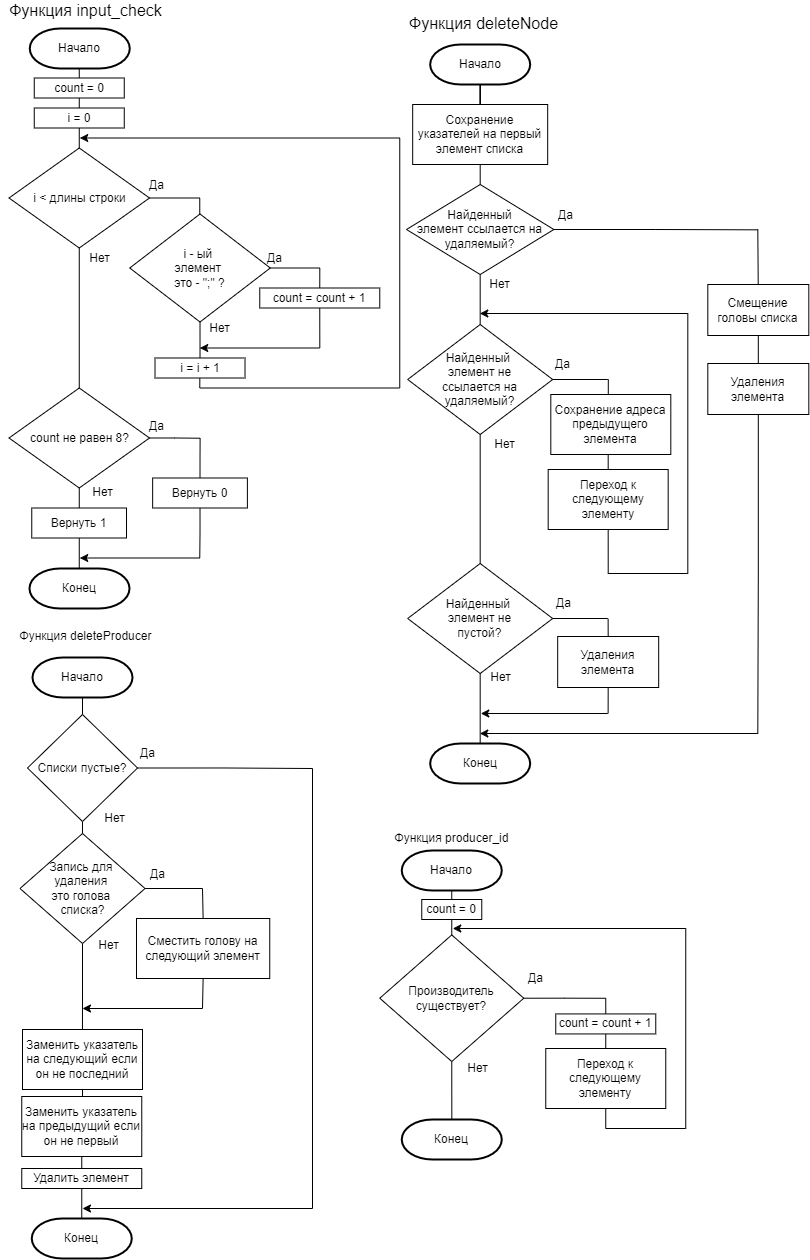 Функция input_check
Начало
count = 0
i = 0
i < длины строки
Да
Нет
i - ый
элемент
это - ";" ?
Да
count = count + 1
Нет
i = i + 1
count не равен 8?
Да
Нет
Вернуть 0
Вернуть 1
Конец
Функция deleteNode
Начало
Сохранение
указателей на первый
элемент списка
Найденный
элемент ссылается на
удаляемый?
Да
Нет
Смещение
головы списка
Удаления
элемента
Найденный
элемент не
ссылается на
удаляемый?
Да
Нет
Сохранение адреса
предыдущего
элемента
Переход к
следующему
элементу
Найденный
элемент не
пустой?
Да
Нет
Удаления
элемента
Конец
Функция deleteProducer
Начало
Списки пустые?
Да
Нет
Запись для
удаления
это голова
списка?
Да
Нет
Сместить голову на
следующий элемент
Заменить указатель
на следующий если
он не последний
Заменить указатель
на предыдущий если
он не первый
Удалить элемент
Конец
Функция producer_id
Начало
count = 0
Производитель
существует?
Да
Нет
count = count + 1
Переход к
следующему
элементу
Конец